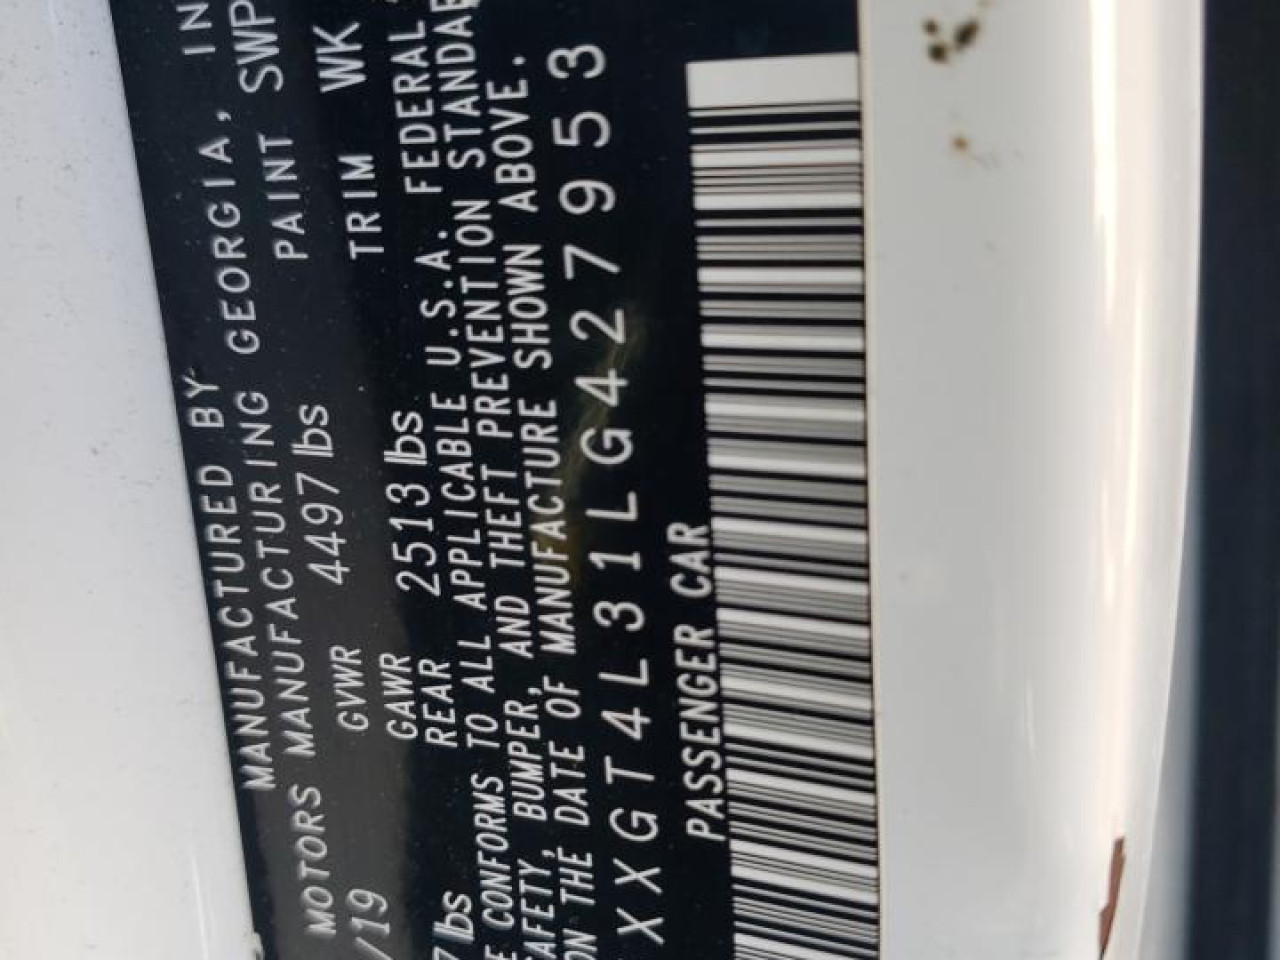 MANUFACTURED BY
MOTORS MANUFACTURING GEORGIA, IN
/19 GVWR 4497 lbs PAINT SWP
7 lbs GAWR REAR 2513 lbs TRIM WK
E CONFORMS TO ALL APPLICABLE U.S.A. FEDERAL
SAFETY, BUMPER, AND THEFT PREVENTION STANDAR
ON THE DATE OF MANUFACTURE SHOWN ABOVE.
XXGT4L31LG427953
PASSENGER CAR